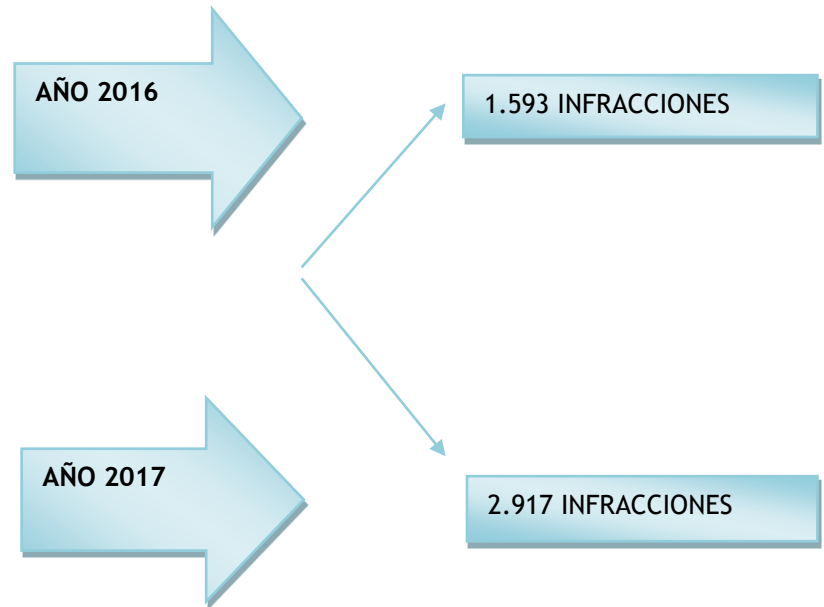 AÑO 2016
1.593 INFRACCIONES
AÑO 2017
2.917 INFRACCIONES